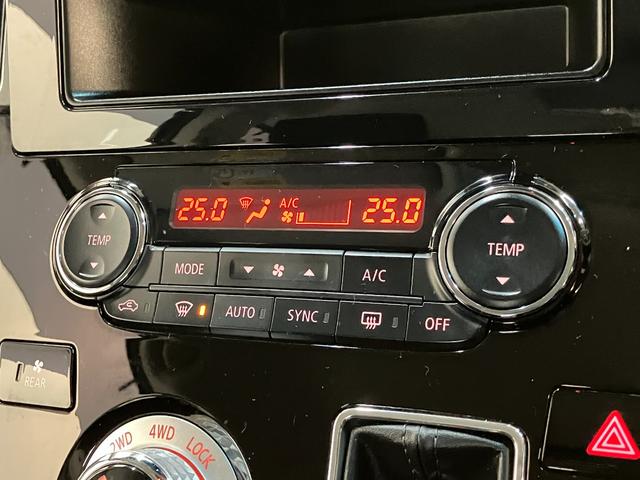 25.0 A/C 25.0
TEMP
TEMP
MODE
A/C
AUTO
SYNC
OFF
REAR
2WD 4WD LOCK